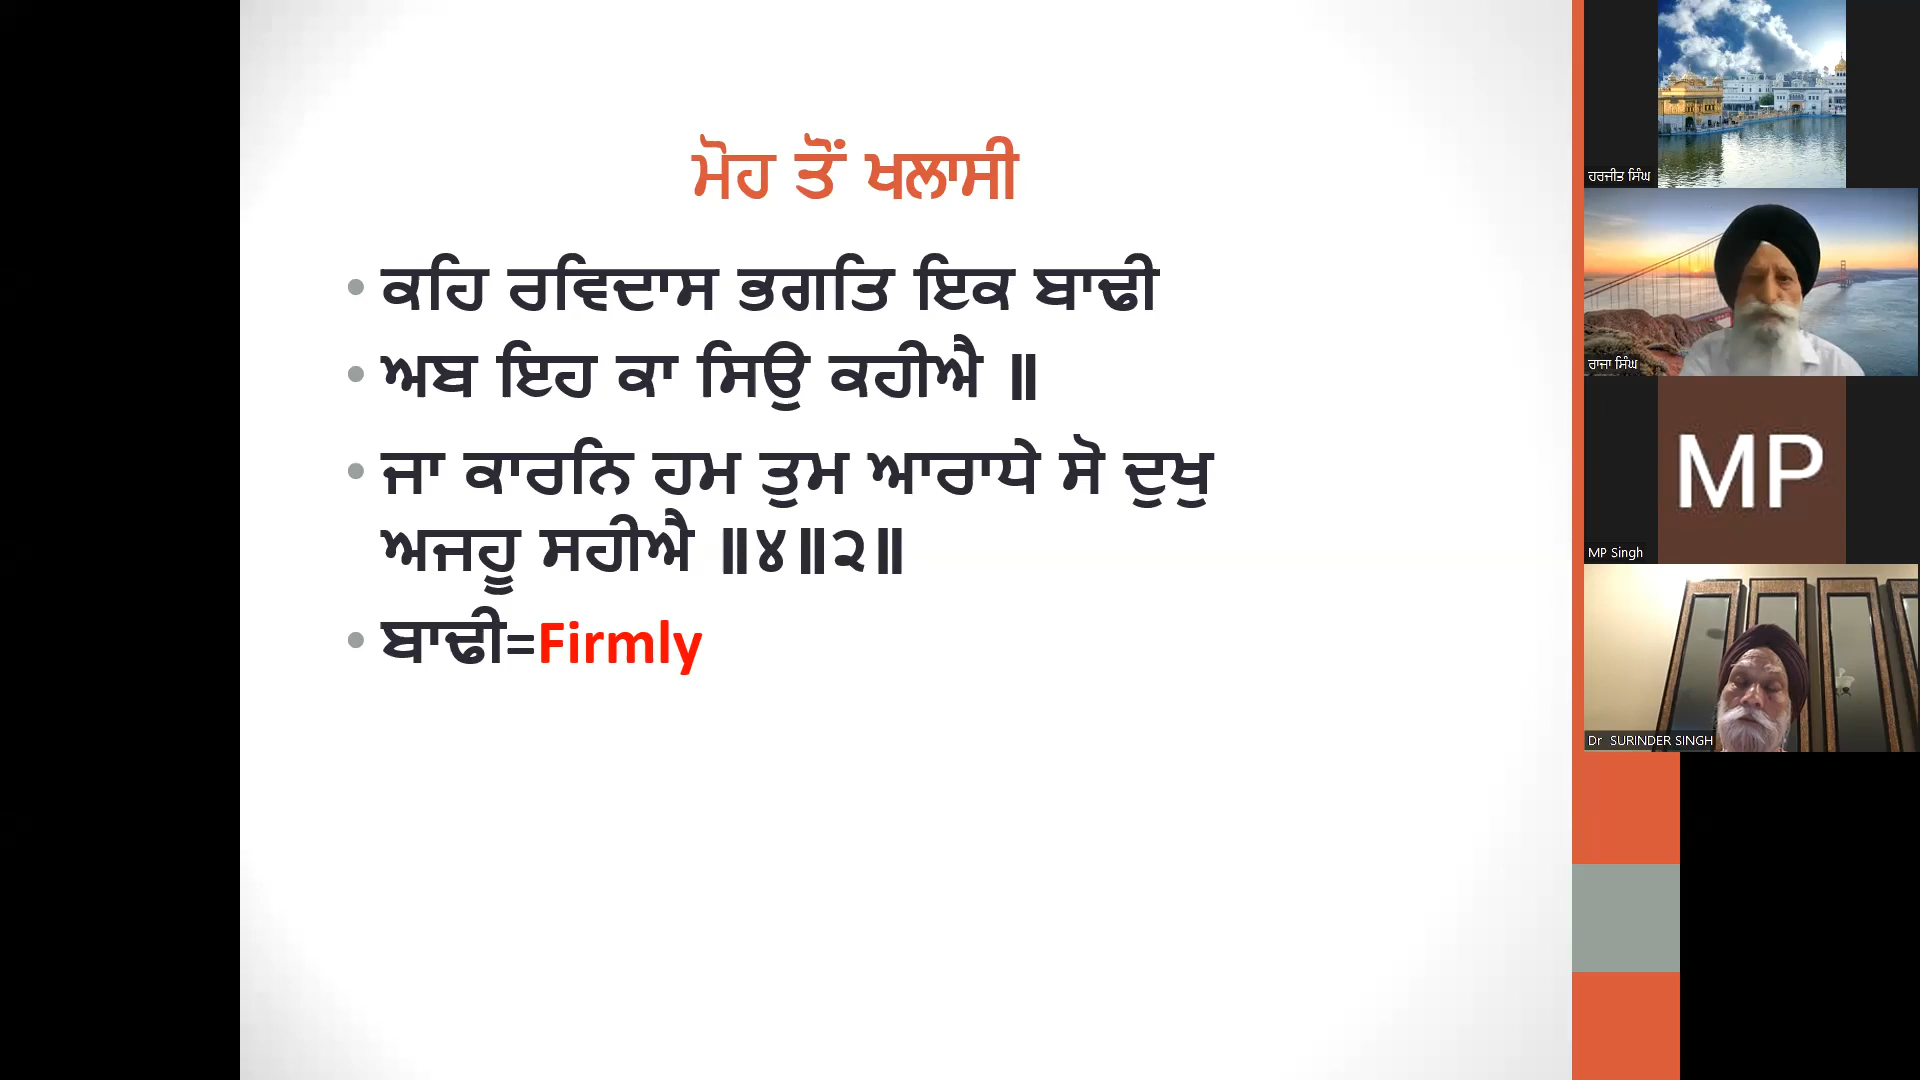 ਮੋਹ ਤੋਂ ਖਲਾਸੀ
• ਕਹਿ ਰਵਿਦਾਸ ਭਗਤਿ ਇਕ ਬਾਢੀ
• ਅਬ ਇਹ ਕਾ ਸਿਉ ਕਹੀਐ ॥
• ਜਾ ਕਾਰਨਿ ਹਮ ਤੁਮ ਆਰਾਧੇ ਸੋ ਦੁਖੁ
ਅਜਹੂ ਸਹੀਐ ॥੪॥੨॥
• ਬਾਢੀ=Firmly
ਹਰਜੀਤ ਸਿੰਘ
ਰਾਜਾ ਸਿੰਘ
MP
MP Singh
Dr SURINDER SINGH